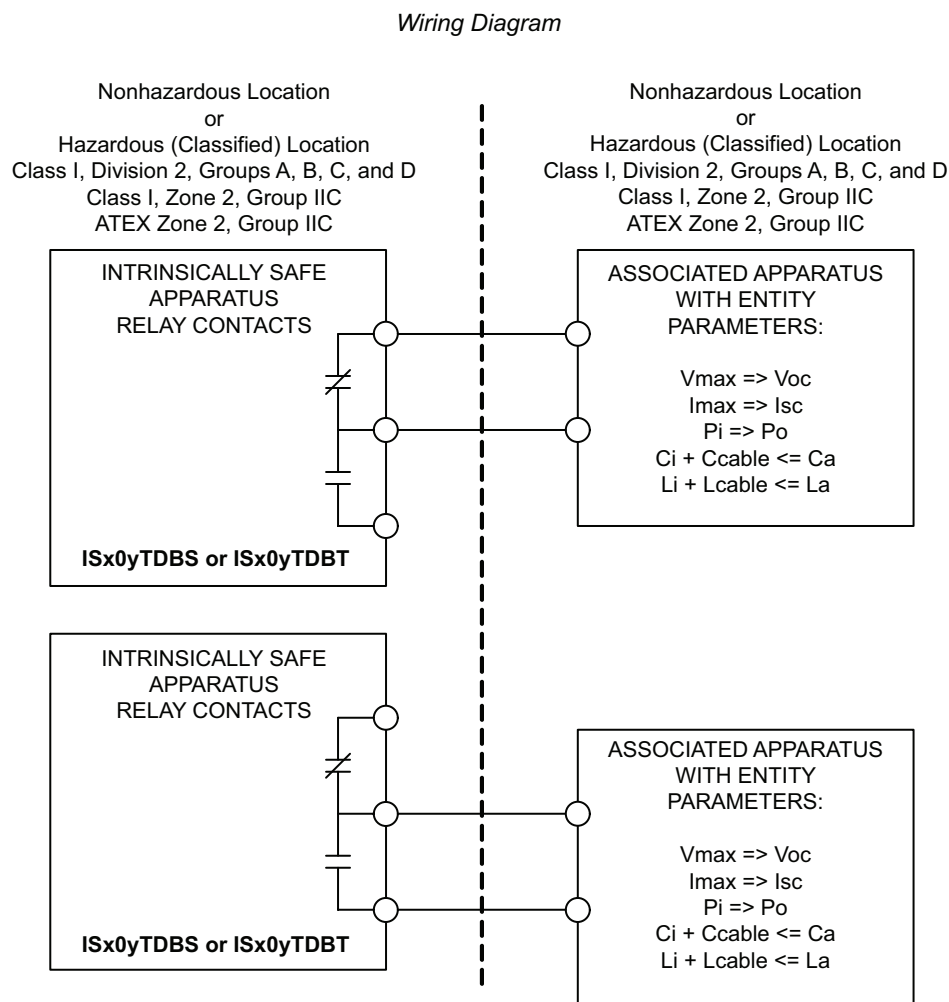 Wiring Diagram
Nonhazardous Location
or
Hazardous (Classified) Location
Class I, Division 2, Groups A, B, C, and D
Class I, Zone 2, Group IIC
ATEX Zone 2, Group IIC
Nonhazardous Location
or
Hazardous (Classified) Location
Class I, Division 2, Groups A, B, C, and D
Class I, Zone 2, Group IIC
ATEX Zone 2, Group IIC
INTRINSICALLY SAFE
APPARATUS
RELAY CONTACTS
ISx0yTDBS or ISx0yTDBT
ASSOCIATED APPARATUS
WITH ENTITY
PARAMETERS:
Vmax => Voc
Imax => Isc
Pi => Po
Ci + Ccable <= Ca
Li + Lcable <= La
INTRINSICALLY SAFE
APPARATUS
RELAY CONTACTS
ISx0yTDBS or ISx0yTDBT
ASSOCIATED APPARATUS
WITH ENTITY
PARAMETERS:
Vmax => Voc
Imax => Isc
Pi => Po
Ci + Ccable <= Ca
Li + Lcable <= La